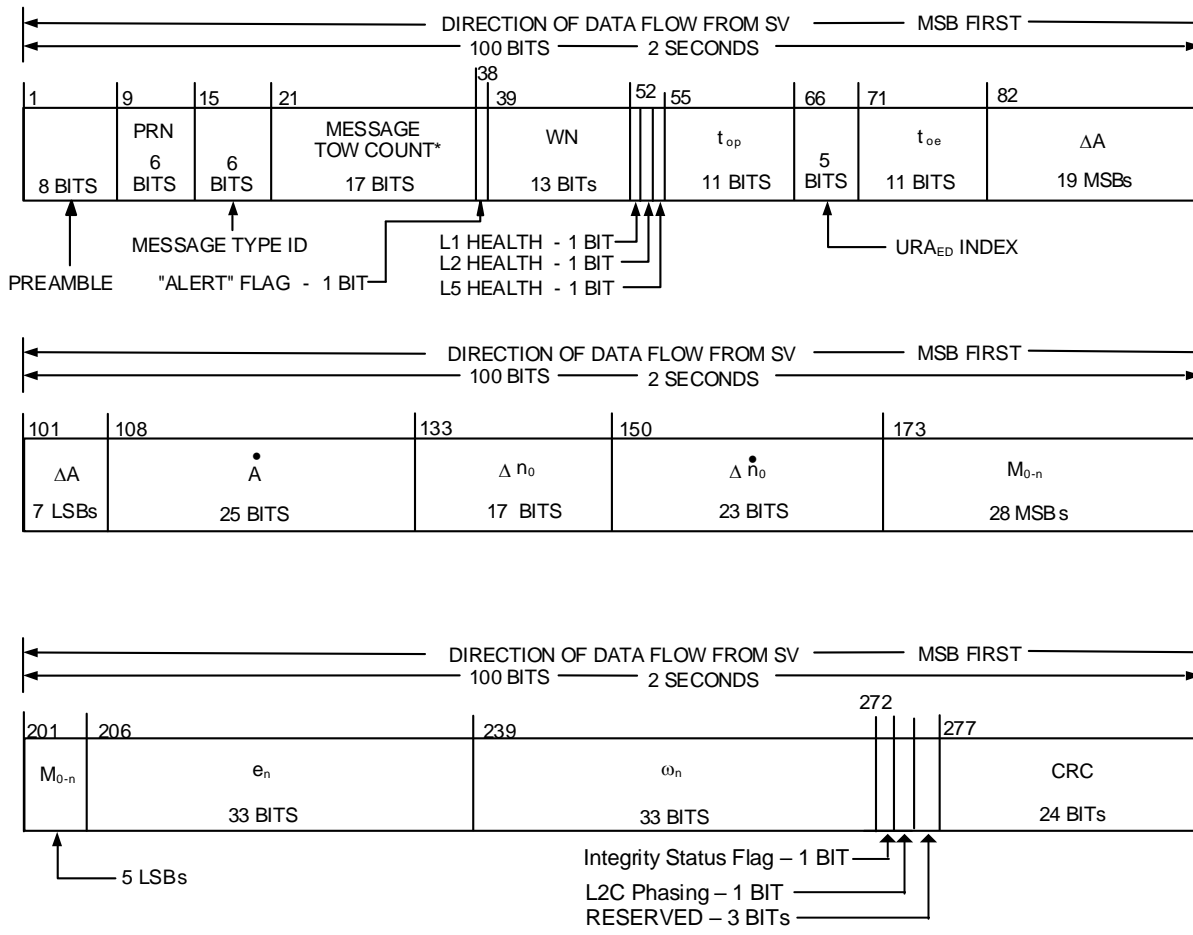 DIRECTION OF DATA FLOW FROM SV MSB FIRST
100 BITS 2 SECONDS
38
1 9 15 21 39 52 55 66 71 82
PRN
6
BITS
6
BITS
MESSAGE
TOW COUNT*
17 BITS
WN
13 BITs
t op
11 BITS
5
BITS
t oe
11 BITS
ΔA
19 MSBs
8 BITS
MESSAGE TYPE ID
PREAMBLE
"ALERT" FLAG - 1 BIT
L1 HEALTH - 1 BIT
L2 HEALTH - 1 BIT
L5 HEALTH - 1 BIT
URAED INDEX
DIRECTION OF DATA FLOW FROM SV MSB FIRST
100 BITS 2 SECONDS
101 108 133 150 173
ΔA
7 LSBs
Ȧ
25 BITS
Δ n0
17 BITS
Δ ṅ0
23 BITS
M0-n
28 MSBs
DIRECTION OF DATA FLOW FROM SV MSB FIRST
100 BITS 2 SECONDS
272
201 206 239 277
M0-n
en
33 BITS
ωn
33 BITS
CRC
24 BITs
5 LSBs
Integrity Status Flag – 1 BIT
L2C Phasing – 1 BIT
RESERVED – 3 BITs